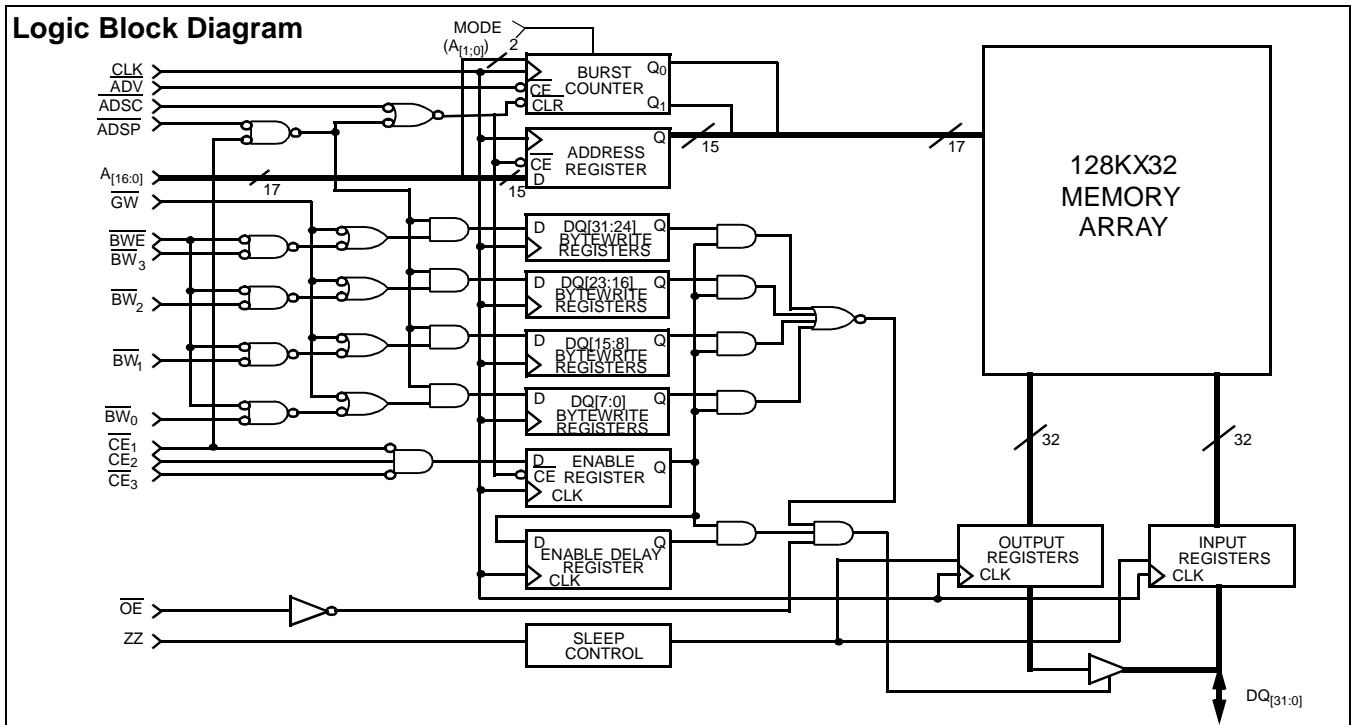 Logic Block Diagram
MODE
(A[1;0])
2
CLK
ADV
ADSC
ADSP
A[16:0]
17
GW
BWE
BW3
BW2
BW1
BW0
CE1
CE2
CE3
OE
ZZ
BURST
COUNTER
CE
CLR
Q0
Q1
ADDRESS
REGISTER
CE
D
Q
15
15
17
D
DQ[31:24]
BYTEWRITE
REGISTERS
Q
D
DQ[23:16]
BYTEWRITE
REGISTERS
Q
D
DQ[15:8]
BYTEWRITE
REGISTERS
Q
D
DQ[7:0]
BYTEWRITE
REGISTERS
Q
D
ENABLE
REGISTER
CE
CLK
Q
D
ENABLE DELAY
REGISTER
CLK
Q
SLEEP
CONTROL
128KX32
MEMORY
ARRAY
32
32
OUTPUT
REGISTERS
CLK
INPUT
REGISTERS
CLK
DQ[31:0]